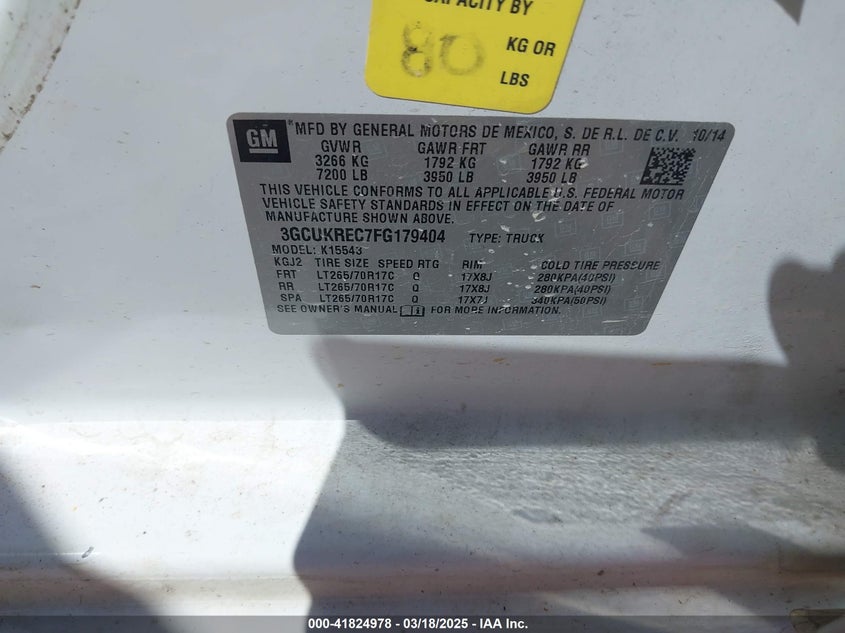 CAPACITY BY
80
KG OR
LBS
GM
® MFD BY GENERAL MOTORS DE MEXICO, S. DE R.L. DE C.V. 10/14
GVWR GAWR FRT GAWR RR
3266 KG 1792 KG 1792 KG
7200 LB 3950 LB 3950 LB
THIS VEHICLE CONFORMS TO ALL APPLICABLE U.S. FEDERAL MOTOR
VEHICLE SAFETY STANDARDS IN EFFECT ON THE DATE OF
MANUFACTURE SHOWN ABOVE.
3GCUKREC7FG179404 TYPE: TRUCK
MODEL: K15543
KGJ2 TIRE SIZE SPEED RTG RIM COLD TIRE PRESSURE
FRT LT265/70R17C Q 17X8J 280KPA(40PSI)
RR LT265/70R17C Q 17X8J 280KPA(40PSI)
SPA LT265/70R17C Q 17X7J 340KPA(50PSI)
SEE OWNER'S MANUAL FOR MORE INFORMATION.
000-41824978 - 03/18/2025 - IAA Inc.